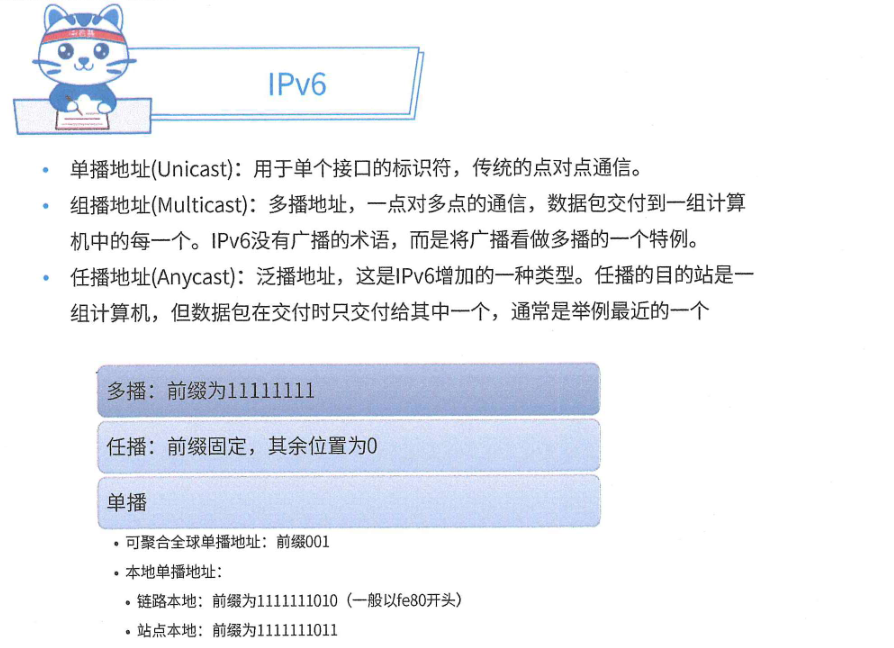 IPv6
• 单播地址(Unicast)：用于单个接口的标识符，传统的点对点通信。
• 组播地址(Multicast)：多播地址，一点对多点的通信，数据包交付到一组计算
机中的每一个。IPv6没有广播的术语，而是将广播看做多播的一个特例。
• 任播地址(Anycast)：泛播地址，这是IPv6增加的一种类型。任播的目的站是一
组计算机，但数据包在交付时只交付给其中一个，通常是举例最近的一个
多播：前缀为11111111
任播：前缀固定，其余位置为0
单播
• 可聚合全球单播地址：前缀001
• 本地单播地址：
• 链路本地：前缀为1111111010（一般以fe80开头）
• 站点本地：前缀为1111111011